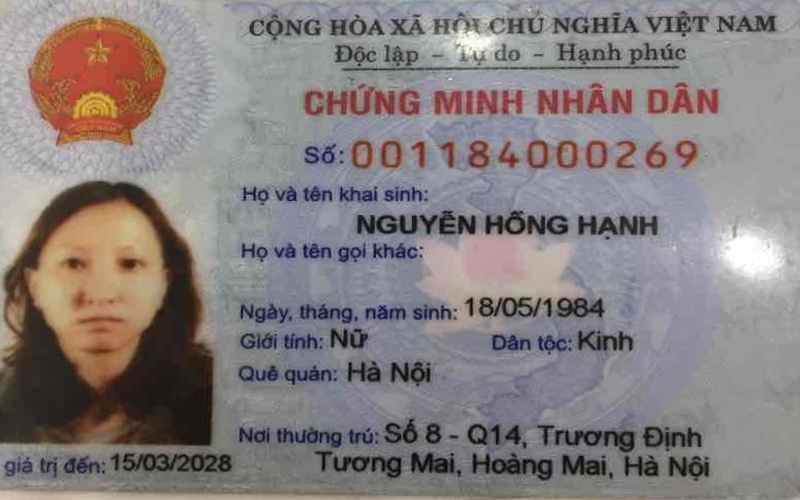 CỘNG HÒA XÃ HỘI CHỦ NGHĨA VIỆT NAM
Độc lập - Tự do - Hạnh phúc
CHỨNG MINH NHÂN DÂN
Số: 001184000269
Họ và tên khai sinh:
NGUYỄN HỒNG HẠNH
Họ và tên gọi khác:
Ngày, tháng, năm sinh: 18/05/1984
Giới tính: Nữ Dân tộc: Kinh
Quê quán: Hà Nội
Nơi thường trú: Số 8 - Q14, Trương Định
Tương Mai, Hoàng Mai, Hà Nội
giá trị đến: 15/03/2028